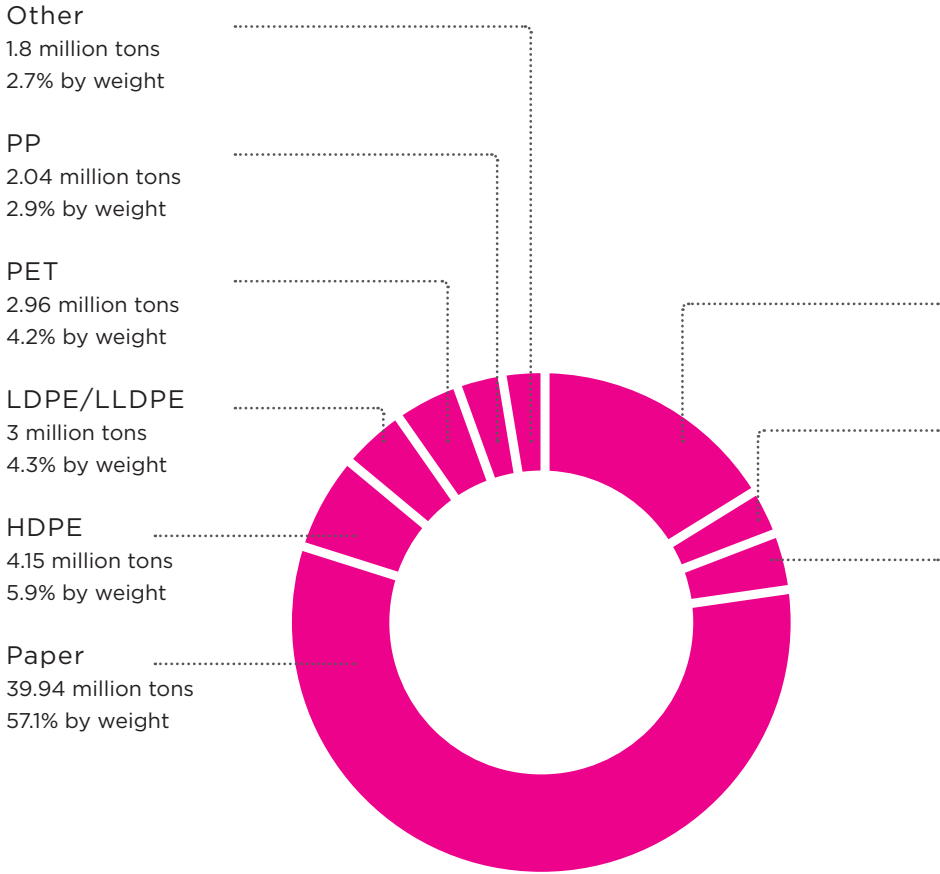 Other
1.8 million tons
2.7% by weight
PP
2.04 million tons
2.9% by weight
PET
2.96 million tons
4.2% by weight
LDPE/LLDPE
3 million tons
4.3% by weight
HDPE
4.15 million tons
5.9% by weight
Paper
39.94 million tons
57.1% by weight